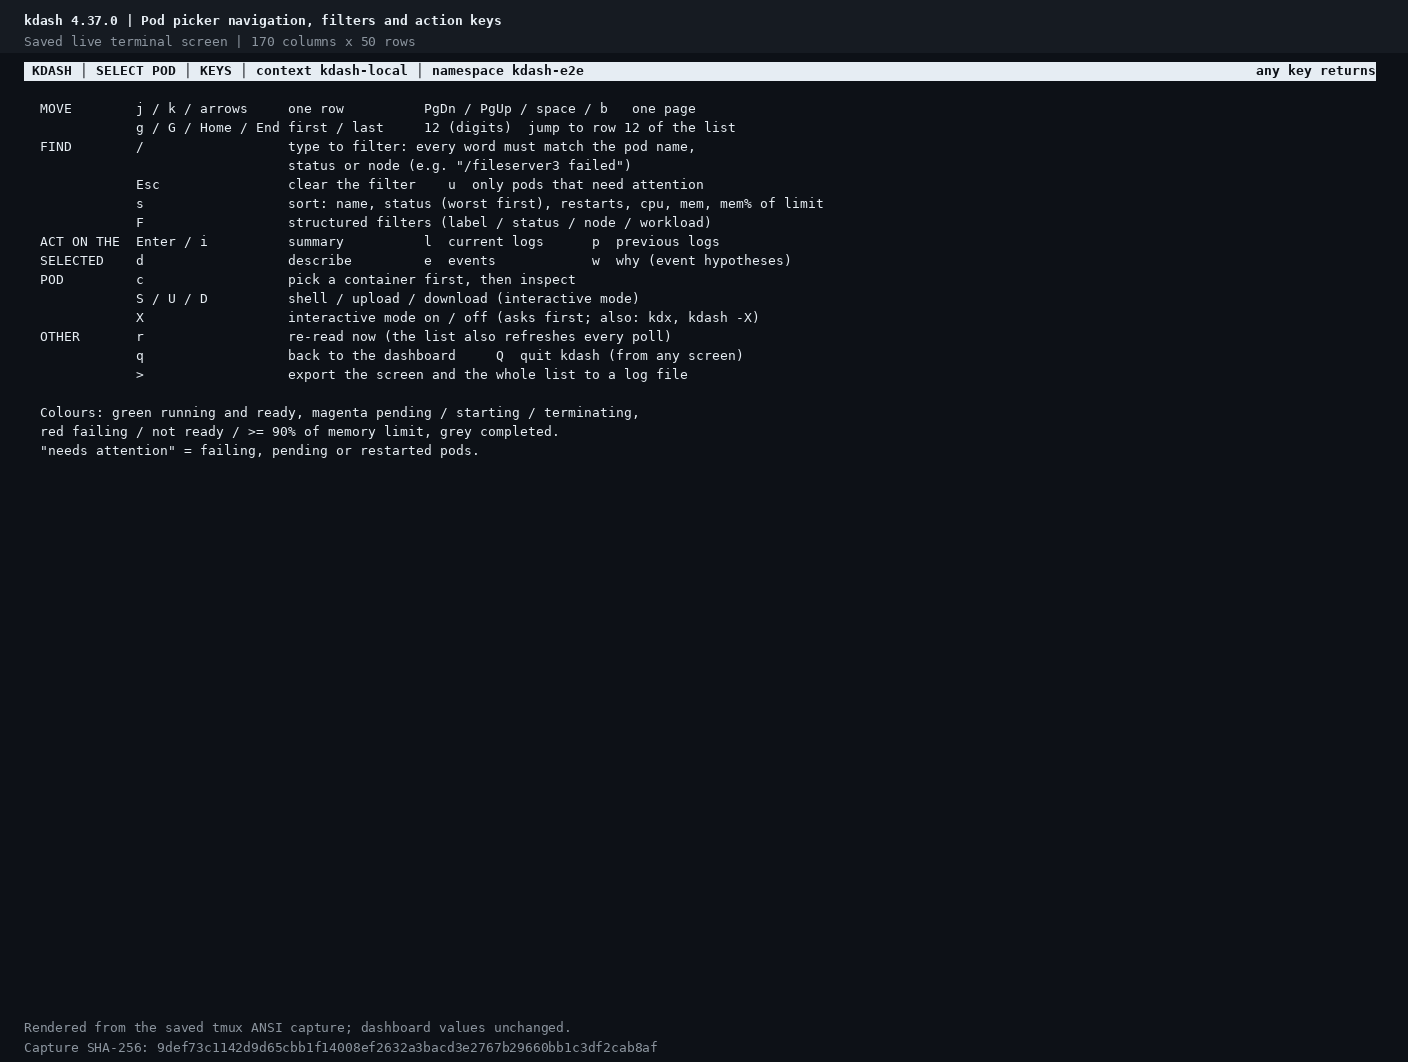 kdash 4.37.0 | Pod picker navigation, filters and action keys
Saved live terminal screen | 170 columns x 50 rows
KDASH │ SELECT POD │ KEYS │ context kdash-local │ namespace kdash-e2e any key returns
MOVE j / k / arrows one row PgDn / PgUp / space / b one page
g / G / Home / End first / last 12 (digits) jump to row 12 of the list
FIND / type to filter: every word must match the pod name,
status or node (e.g. "/fileserver3 failed")
Esc clear the filter u only pods that need attention
s sort: name, status (worst first), restarts, cpu, mem, mem% of limit
F structured filters (label / status / node / workload)
ACT ON THE Enter / i summary l current logs p previous logs
SELECTED d describe e events w why (event hypotheses)
POD c pick a container first, then inspect
S / U / D shell / upload / download (interactive mode)
X interactive mode on / off (asks first; also: kdx, kdash -X)
OTHER r re-read now (the list also refreshes every poll)
q back to the dashboard Q quit kdash (from any screen)
> export the screen and the whole list to a log file
Colours: green running and ready, magenta pending / starting / terminating,
red failing / not ready / >= 90% of memory limit, grey completed.
"needs attention" = failing, pending or restarted pods.
Rendered from the saved tmux ANSI capture; dashboard values unchanged.
Capture SHA-256: 9def73c1142d9d65cbb1f14008ef2632a3bacd3e2767b29660bb1c3df2cab8af